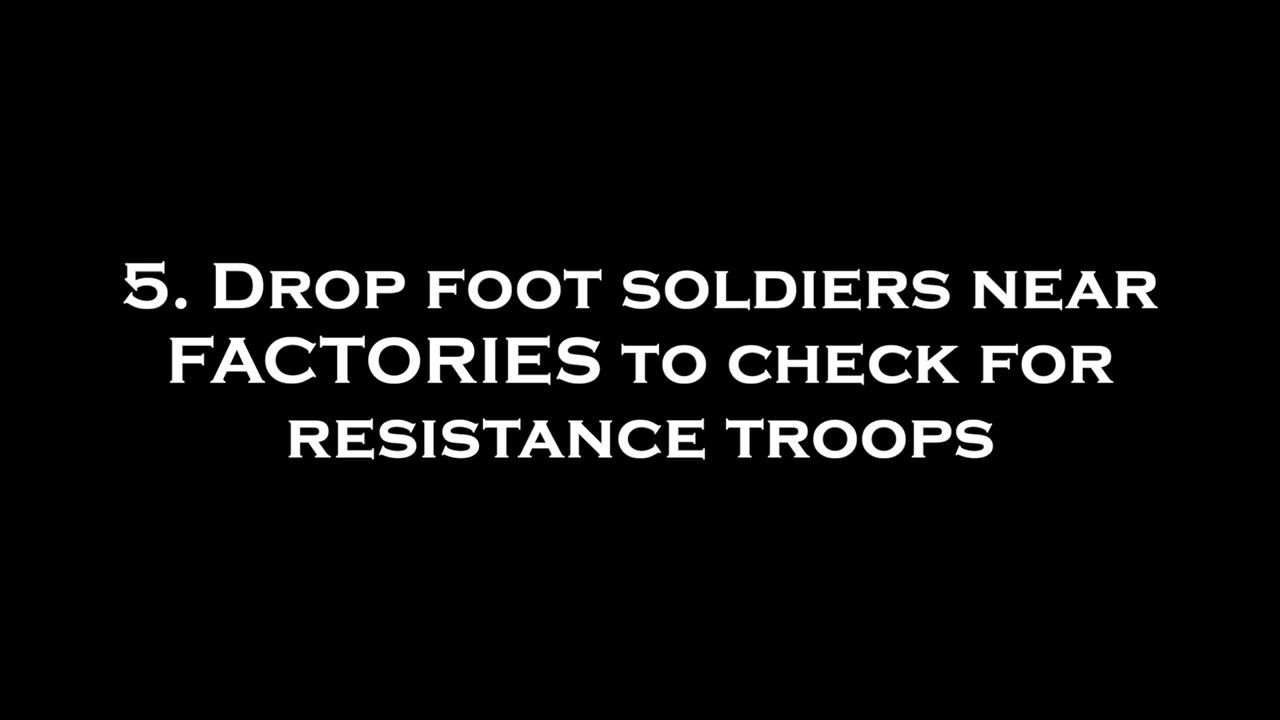 5. Drop foot soldiers near
FACTORIES to check for
resistance troops